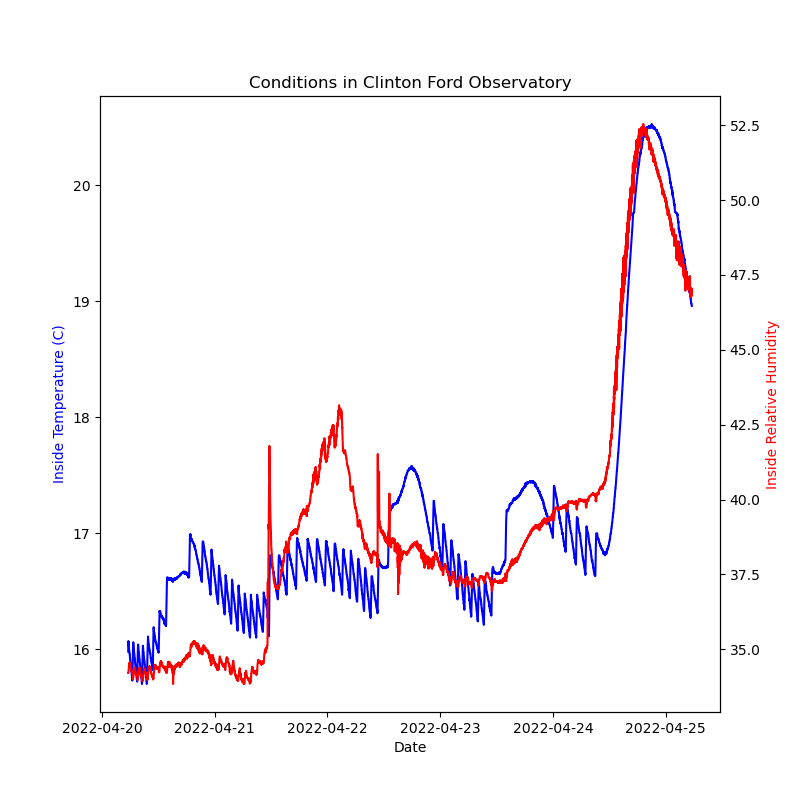 Conditions in Clinton Ford Observatory
Inside Temperature (C)
20
19
18
17
16
52.5
50.0
47.5
45.0
42.5
40.0
37.5
35.0
Inside Relative Humidity
2022-04-20 2022-04-21 2022-04-22 2022-04-23 2022-04-24 2022-04-25
Date